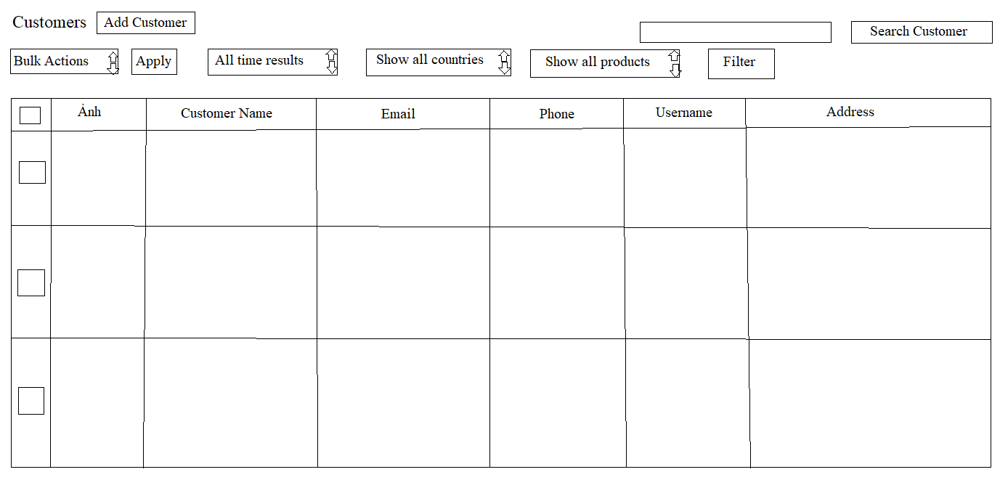 Customers
Add Customer
Search Customer
Bulk Actions
Apply
All time results
Show all countries
Show all products
Filter
Ảnh
Customer Name
Email
Phone
Username
Address